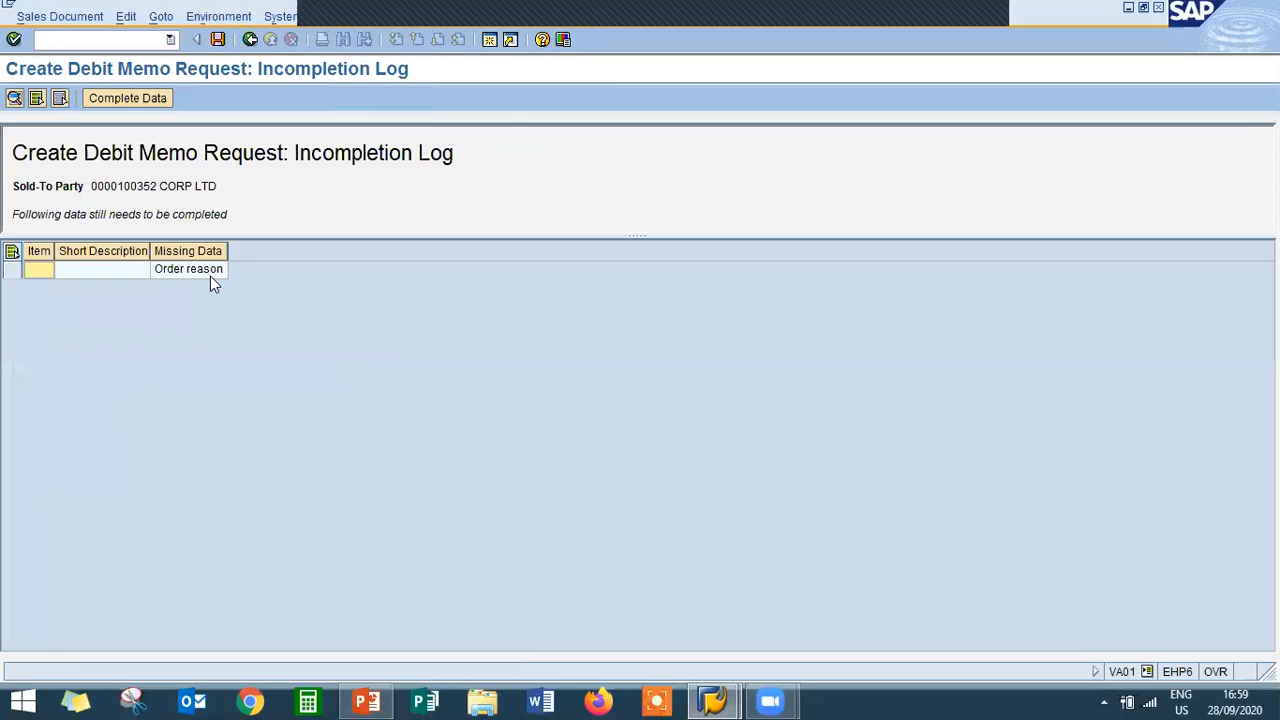 Sales Document Edit Goto Environment System
SAP
Create Debit Memo Request: Incompletion Log
Complete Data
Create Debit Memo Request: Incompletion Log
Sold-To Party 0000100352 CORP LTD
Following data still needs to be completed
Item Short Description Missing Data
Order reason
VA01 EHP6 OVR
ENG 16:59
US 28/09/2020